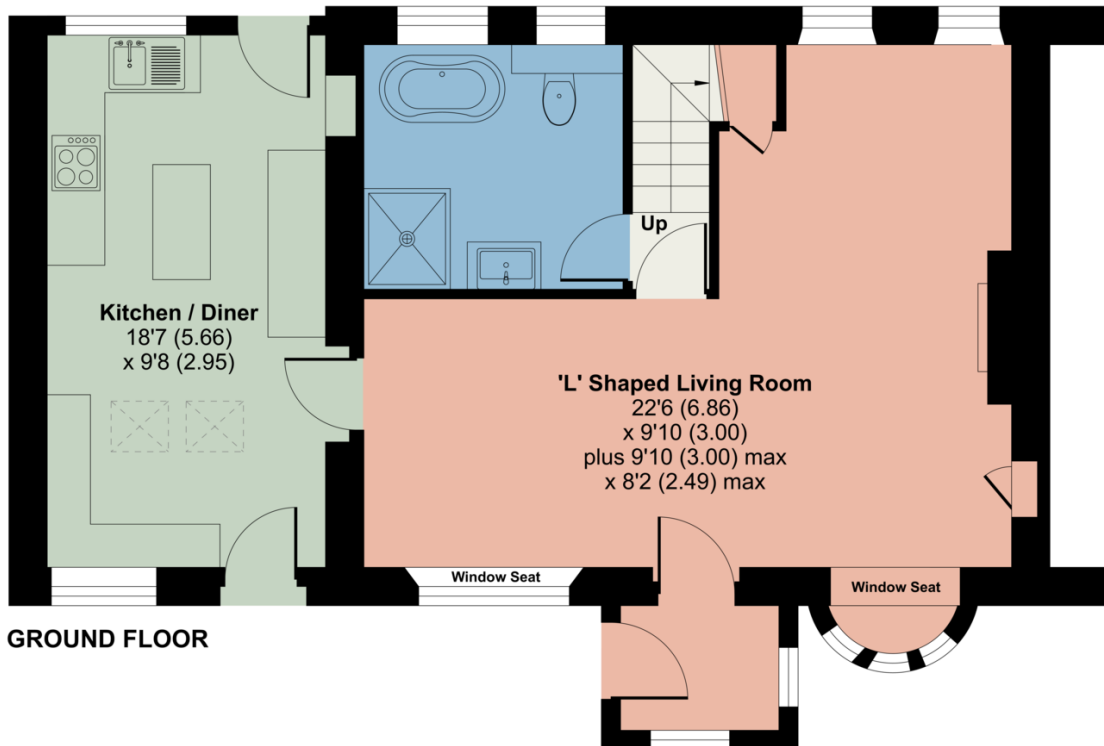 Up
Kitchen / Diner
18'7 (5.66)
x 9'8 (2.95)
'L' Shaped Living Room
22'6 (6.86)
x 9'10 (3.00)
plus 9'10 (3.00) max
x 8'2 (2.49) max
Window Seat
Window Seat
GROUND FLOOR